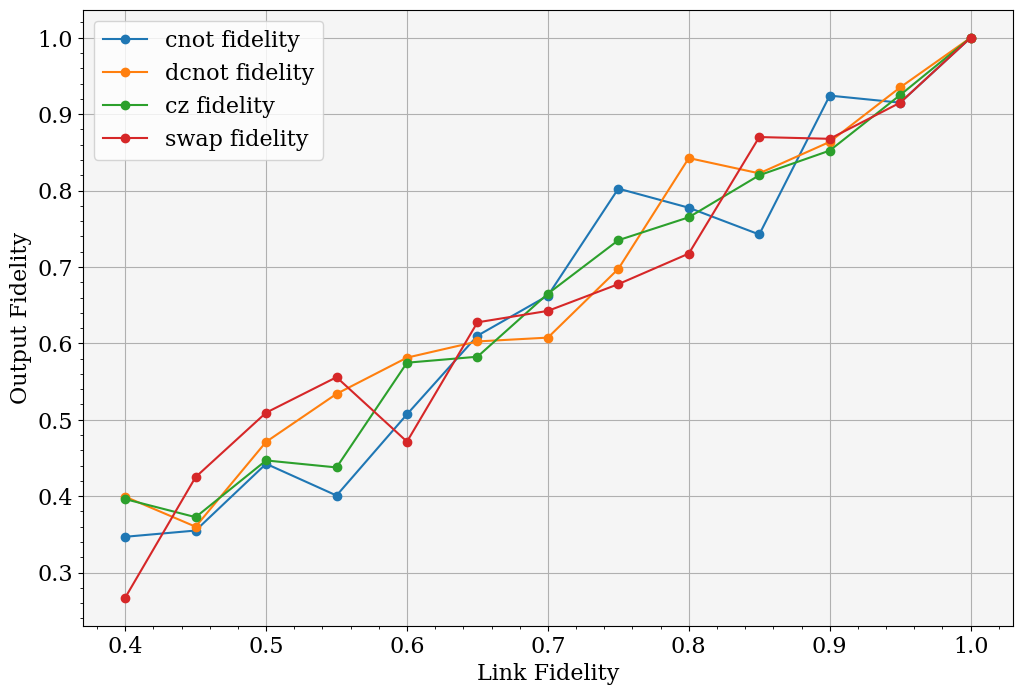 cnot fidelity
dcnot fidelity
cz fidelity
swap fidelity
1.0
0.9
0.8
0.7
0.6
0.5
0.4
0.3
Output Fidelity
0.4 0.5 0.6 0.7 0.8 0.9 1.0
Link Fidelity